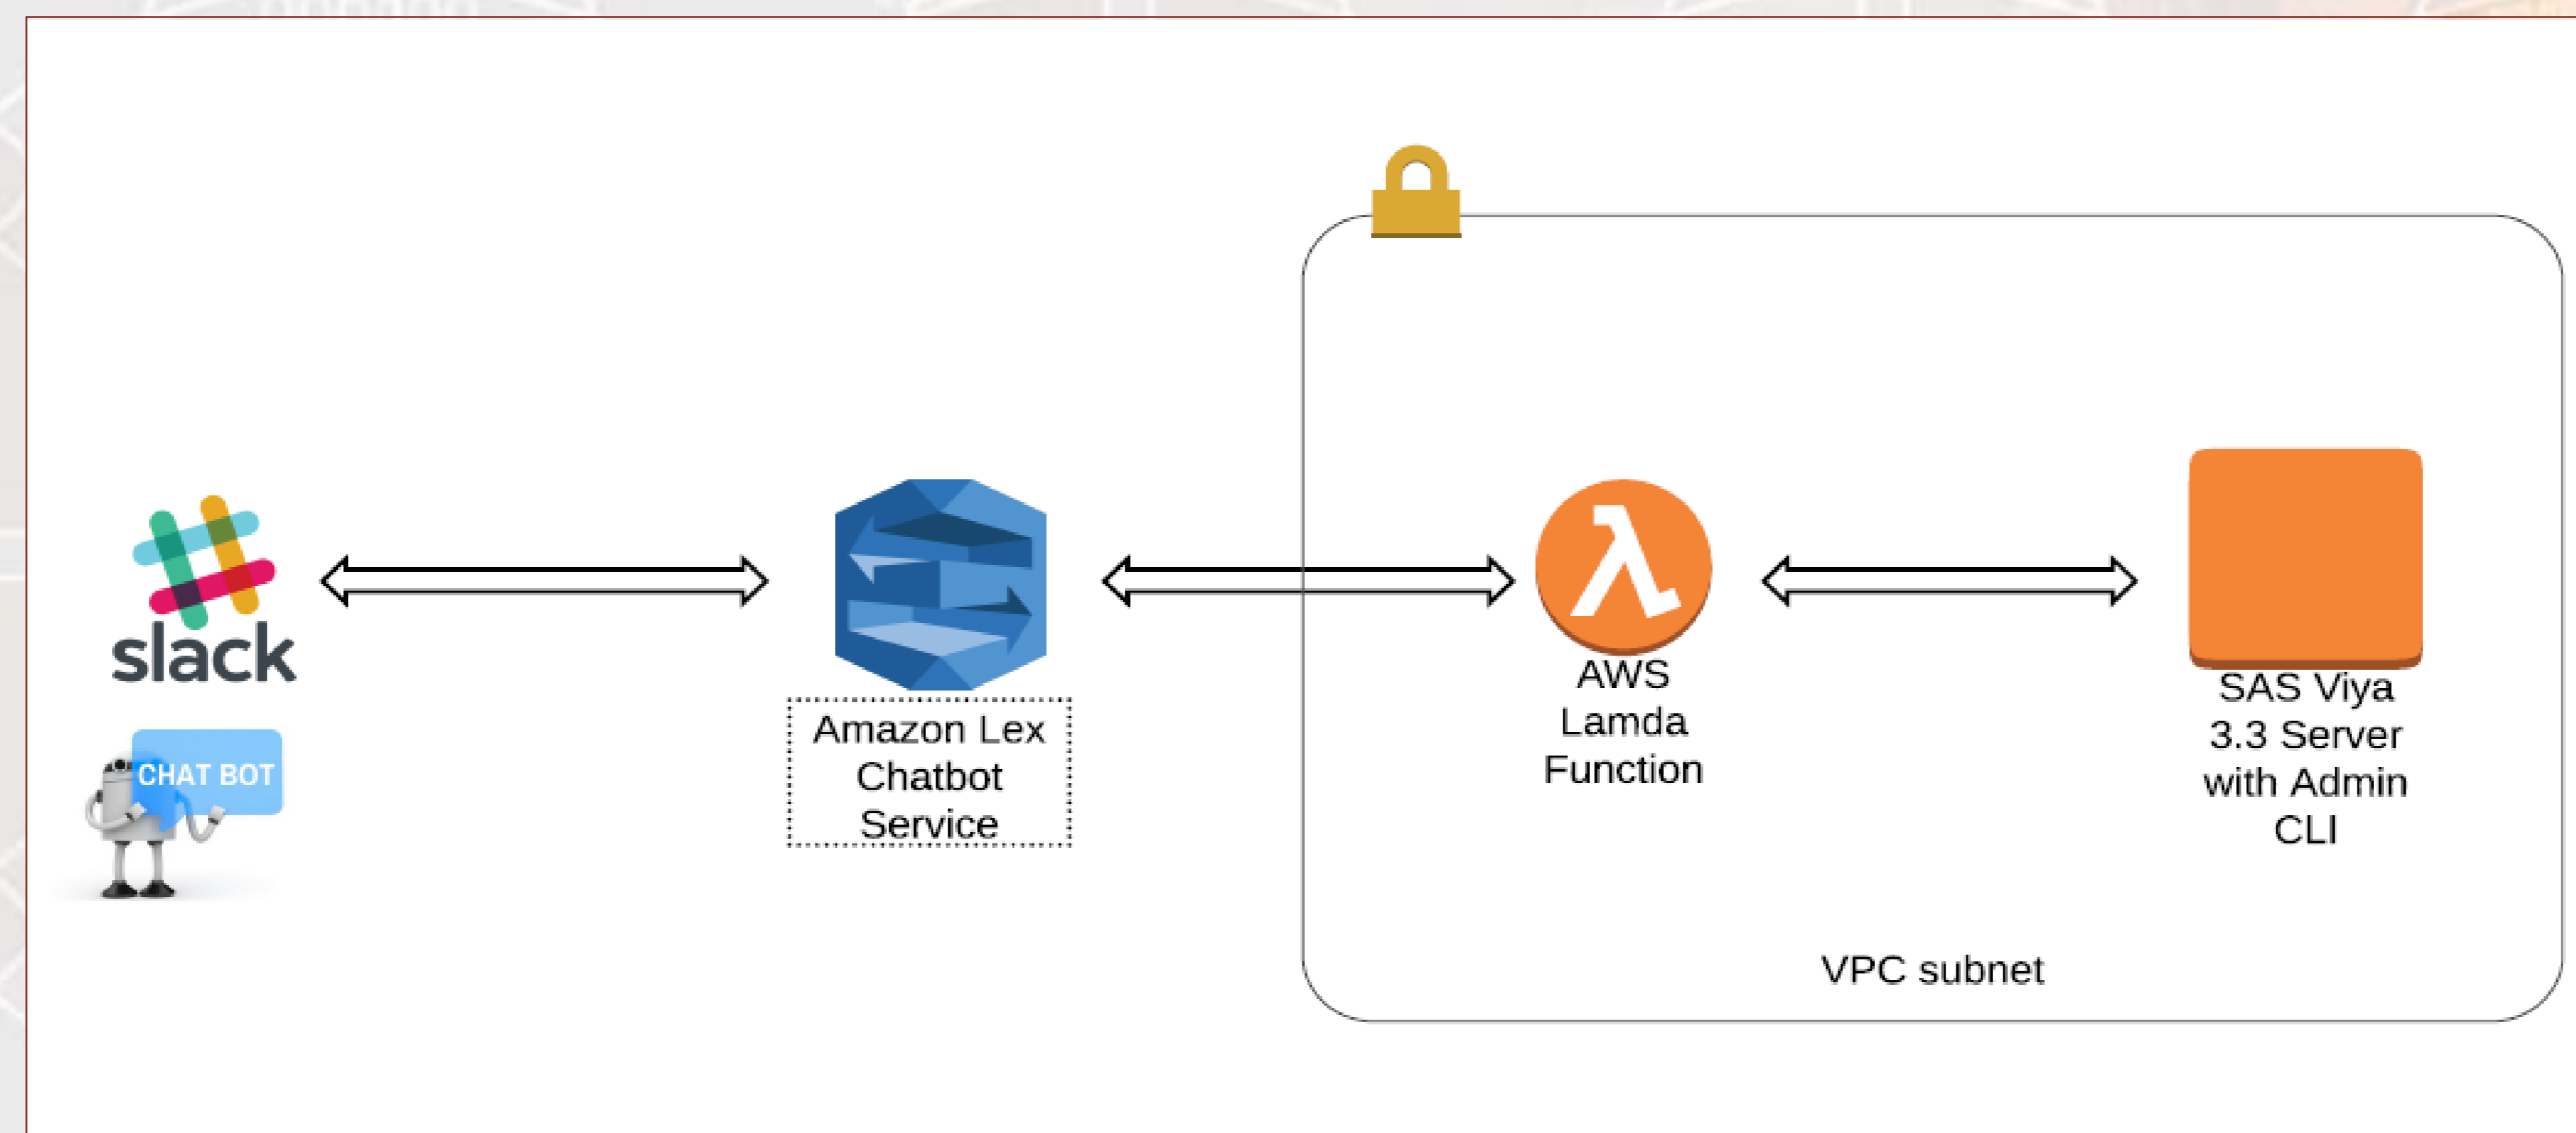 slack
CHAT BOT
Amazon Lex
Chatbot
Service
AWS
Lamda
Function
SAS Viya
3.3 Server
with Admin
CLI
VPC subnet